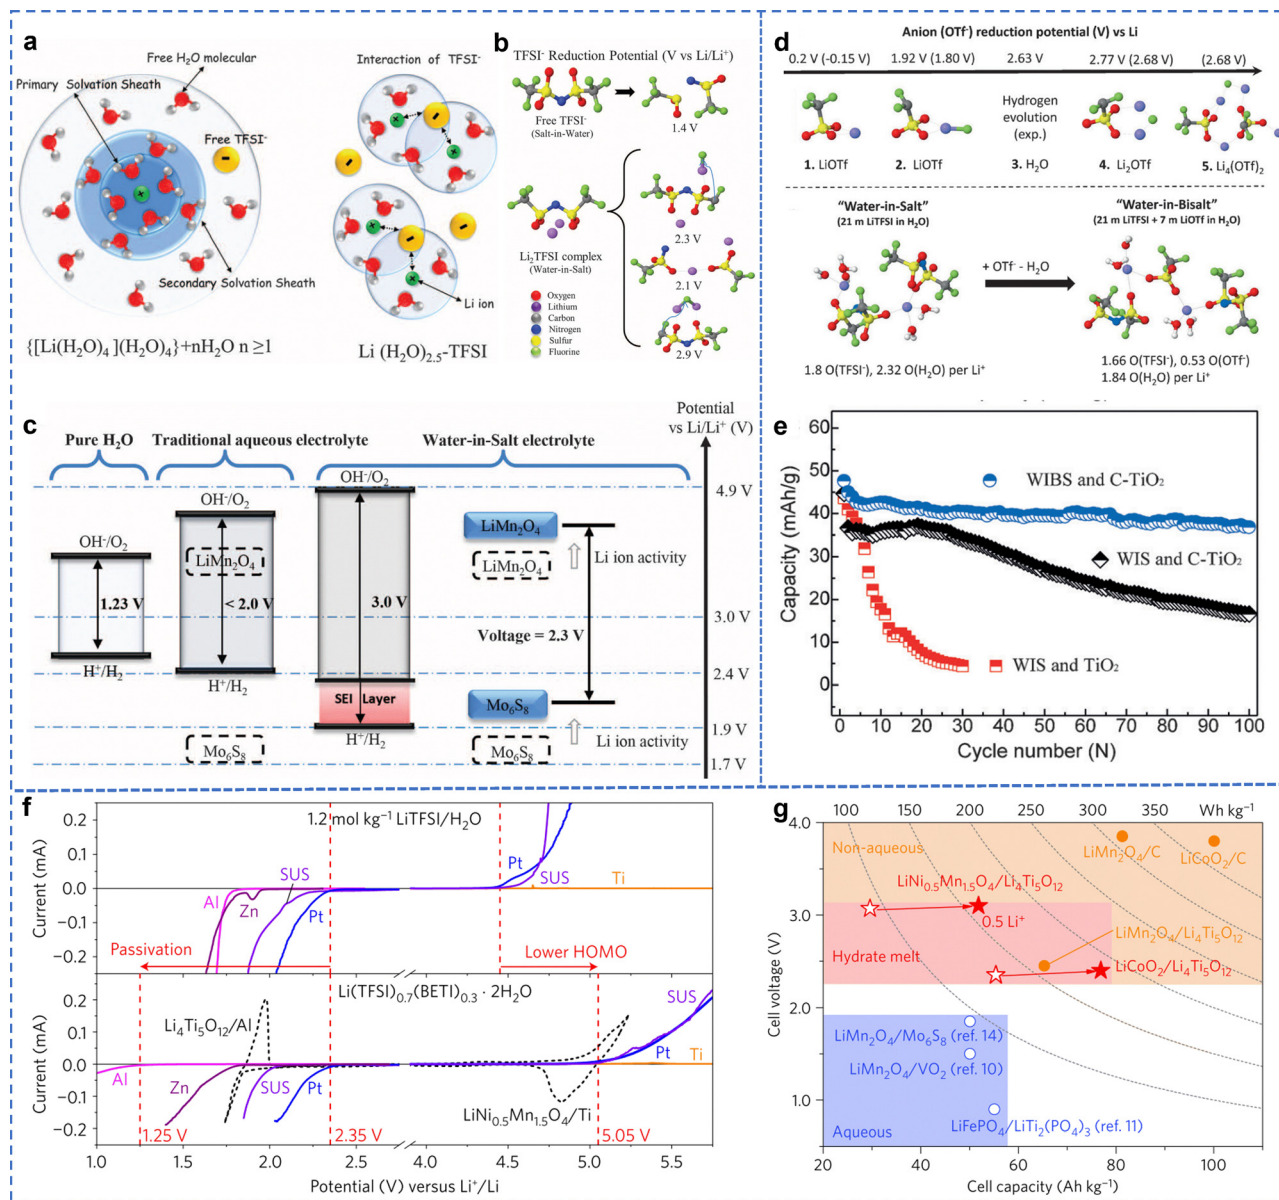 a
Free H2O molecular
Primary Solvation Sheath
Free TFSI-
Secondary Solvation Sheath
{[Li(H2O)4](H2O)4}+nH2O n ≥1
Interaction of TFSI-
Li ion
Li (H2O)2.5-TFSI
b
TFSI- Reduction Potential (V vs Li/Li+)
Free TFSI-
(Salt-in-Water)
1.4 V
2.3 V
Li2TFSI complex
(Water-in-Salt)
2.1 V
2.9 V
Oxygen
Lithium
Carbon
Nitrogen
Sulfur
Fluorine
c
Potential
vs Li/Li+ (V)
Pure H2O
Traditional aqueous electrolyte
Water-in-Salt electrolyte
OH-/O2
1.23 V
H+/H2
OH-/O2
LiMn2O4
< 2.0 V
H+/H2
Mo6S8
OH-/O2
3.0 V
SEI Layer
H+/H2
LiMn2O4
LiMn2O4
Li ion activity
Voltage = 2.3 V
Mo6S8
Mo6S8
Li ion activity
4.9 V
3.0 V
2.4 V
1.9 V
1.7 V
d
Anion (OTf-) reduction potential (V) vs Li
0.2 V (-0.15 V)
1.92 V (1.80 V)
2.63 V
2.77 V (2.68 V)
(2.68 V)
Hydrogen
evolution
(exp.)
1. LiOTf
2. LiOTf
3. H2O
4. Li2OTf
5. Li4(OTf)2
"Water-in-Salt"
(21 m LiTFSI in H2O)
"Water-in-Bisalt"
(21 m LiTFSI + 7 m LiOTf in H2O)
+ OTf- - H2O
1.8 O(TFSI-), 2.32 O(H2O) per Li+
1.66 O(TFSI-), 0.53 O(OTf-)
1.84 O(H2O) per Li+
e
Capacity (mAh/g)
60
50
40
30
20
10
0
WIBS and C-TiO2
WIS and C-TiO2
WIS and TiO2
0 10 20 30 40 50 60 70 80 90 100
Cycle number (N)
f
Current (mA)
0.2
0.1
0.0
−0.1
−0.2
1.2 mol kg−1 LiTFSI/H2O
Al
Zn
SUS
Pt
Pt
SUS
Ti
Passivation
Lower HOMO
Current (mA)
0.2
0.1
0.0
−0.1
−0.2
Li(TFSI)0.7(BETI)0.3 · 2H2O
Li4Ti5O12/Al
SUS
Al
Zn
SUS
Pt
Pt
Ti
LiNi0.5Mn1.5O4/Ti
1.25 V
2.35 V
5.05 V
1.0 1.5 2.0 2.5 3.0 4.0 4.5 5.0 5.5
Potential (V) versus Li+/Li
g
100 150 200 250 300 350 Wh kg−1
Cell voltage (V)
4.0
3.0
2.0
1.0
Non-aqueous
LiMn2O4/C
LiCoO2/C
LiNi0.5Mn1.5O4/Li4Ti5O12
0.5 Li+
LiMn2O4/Li4Ti5O12
Hydrate melt
LiCoO2/Li4Ti5O12
LiMn2O4/Mo6S8 (ref. 14)
LiMn2O4/VO2 (ref. 10)
LiFePO4/LiTi2(PO4)3 (ref. 11)
Aqueous
20 40 60 80 100
Cell capacity (Ah kg−1)